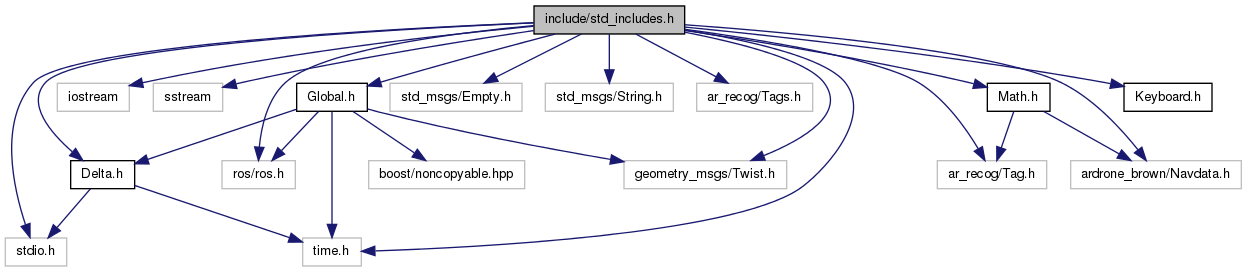 include/std_includes.h
iostream
sstream
Global.h
std_msgs/Empty.h
std_msgs/String.h
ar_recog/Tags.h
Math.h
Keyboard.h
Delta.h
ros/ros.h
boost/noncopyable.hpp
geometry_msgs/Twist.h
ar_recog/Tag.h
ardrone_brown/Navdata.h
stdio.h
time.h